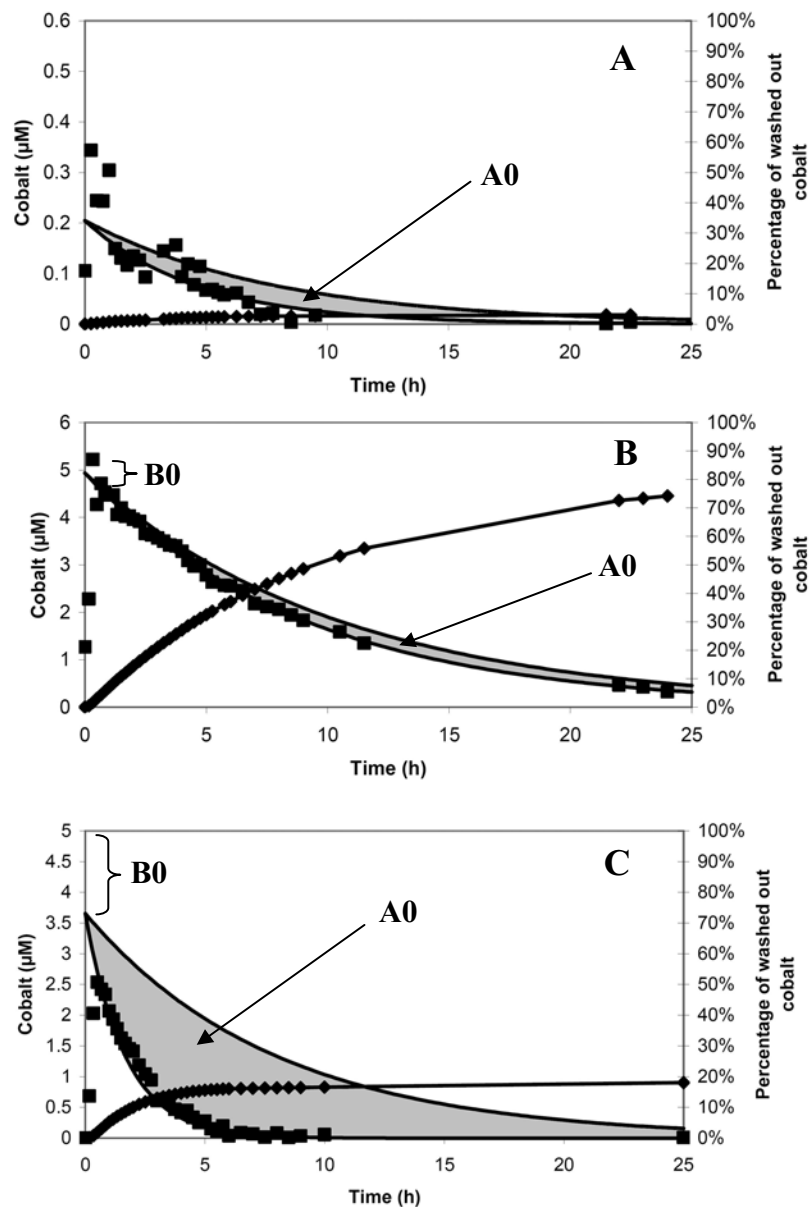 A
A0
Cobalt (µM)
0.6
0.5
0.4
0.3
0.2
0.1
0
100%
90%
80%
70%
60%
50%
40%
30%
20%
10%
0%
Percentage of washed out
cobalt
0 5 10 15 20 25
Time (h)
B
B0
A0
Cobalt (µM)
6
5
4
3
2
1
0
100%
90%
80%
70%
60%
50%
40%
30%
20%
10%
0%
Percentage of washed out
cobalt
0 5 10 15 20 25
Time (h)
C
B0
A0
Cobalt (µM)
5
4.5
4
3.5
3
2.5
2
1.5
1
0.5
0
100%
90%
80%
70%
60%
50%
40%
30%
20%
10%
0%
Percentage of washed out
cobalt
0 5 10 15 20 25
Time (h)